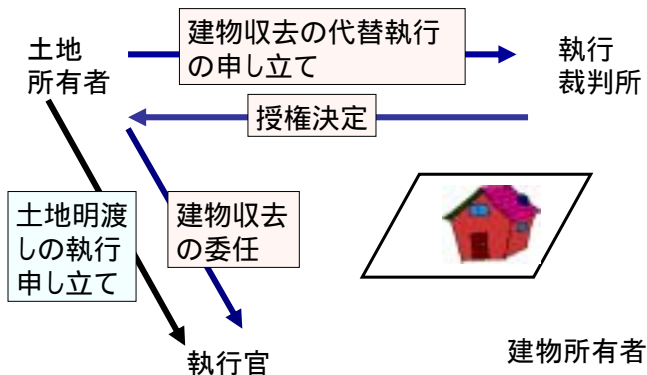 土地
所有者
建物収去の代替執行
の申し立て
執行
裁判所
授権決定
土地明渡
しの執行
申し立て
建物収去
の委任
執行官
建物所有者